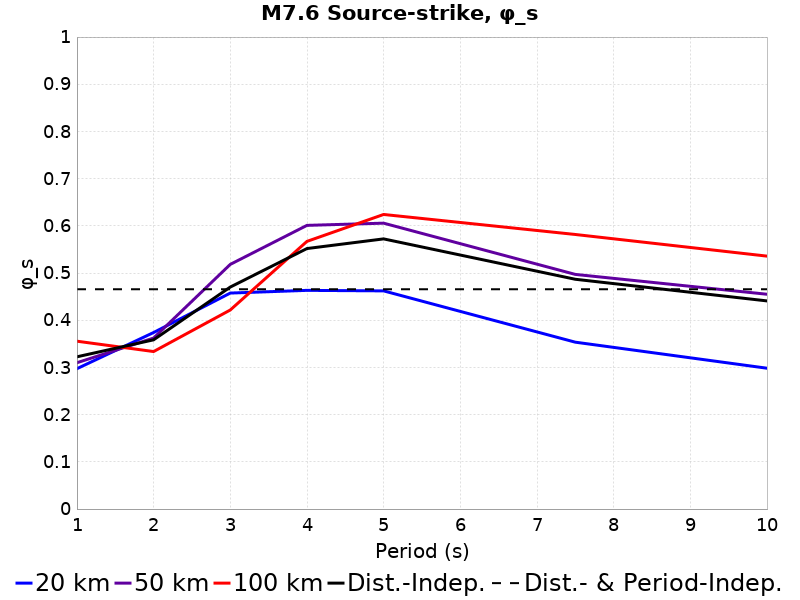 M7.6 Source-strike, φ_s
1
0.9
0.8
0.7
0.6
0.5
0.4
0.3
0.2
0.1
0
φ_s
1 2 3 4 5 6 7 8 9 10
Period (s)
20 km 50 km 100 km Dist.-Indep. Dist.- & Period-Indep.